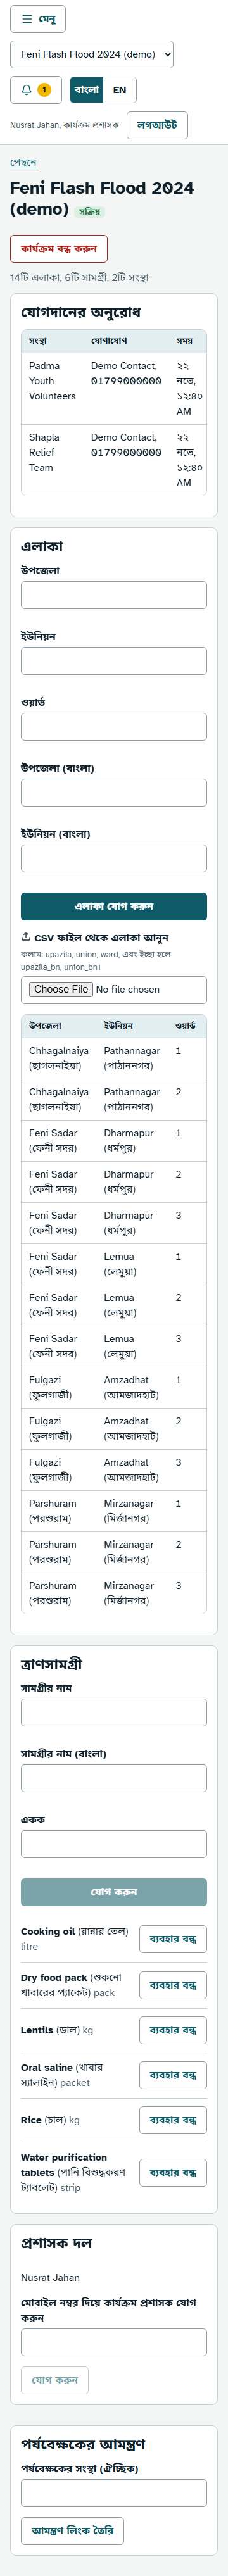 মেনু
Feni Flash Flood 2024 (demo)
1
বাংলা EN
Nusrat Jahan, কার্যক্রম প্রশাসক
লগআউট
পেছনে
Feni Flash Flood 2024
(demo) সক্রিয়
কার্যক্রম বন্ধ করুন
14টি এলাকা, 6টি সামগ্রী, 2টি সংস্থা
যোগদানের অনুরোধ
সংস্থা যোগাযোগ সময়
Padma Youth Volunteers Demo Contact, 01799000000 ২২ নভে, ১২:৪০ AM
Shapla Relief Team Demo Contact, 01799000000 ২২ নভে, ১২:৪০ AM
এলাকা
উপজেলা
ইউনিয়ন
ওয়ার্ড
উপজেলা (বাংলা)
ইউনিয়ন (বাংলা)
এলাকা যোগ করুন
CSV ফাইল থেকে এলাকা আনুন
কলাম: upazila, union, ward, এবং ইচ্ছা হলে
upazila_bn, union_bn।
Choose File No file chosen
উপজেলা ইউনিয়ন ওয়ার্ড
Chhagalnaiya (ছাগলনাইয়া) Pathannagar (পাঠাননগর) 1
Chhagalnaiya (ছাগলনাইয়া) Pathannagar (পাঠাননগর) 2
Feni Sadar (ফেনী সদর) Dharmapur (ধর্মপুর) 1
Feni Sadar (ফেনী সদর) Dharmapur (ধর্মপুর) 2
Feni Sadar (ফেনী সদর) Dharmapur (ধর্মপুর) 3
Feni Sadar (ফেনী সদর) Lemua (লেমুয়া) 1
Feni Sadar (ফেনী সদর) Lemua (লেমুয়া) 2
Feni Sadar (ফেনী সদর) Lemua (লেমুয়া) 3
Fulgazi (ফুলগাজী) Amzadhat (আমজাদহাট) 1
Fulgazi (ফুলগাজী) Amzadhat (আমজাদহাট) 2
Fulgazi (ফুলগাজী) Amzadhat (আমজাদহাট) 3
Parshuram (পরশুরাম) Mirzanagar (মির্জানগর) 1
Parshuram (পরশুরাম) Mirzanagar (মির্জানগর) 2
Parshuram (পরশুরাম) Mirzanagar (মির্জানগর) 3
ত্রাণসামগ্রী
সামগ্রীর নাম
সামগ্রীর নাম (বাংলা)
একক
যোগ করুন
Cooking oil (রান্নার তেল) litre ব্যবহার বন্ধ
Dry food pack (শুকনো খাবারের প্যাকেট) pack ব্যবহার বন্ধ
Lentils (ডাল) kg ব্যবহার বন্ধ
Oral saline (খাবার স্যালাইন) packet ব্যবহার বন্ধ
Rice (চাল) kg ব্যবহার বন্ধ
Water purification tablets (পানি বিশুদ্ধকরণ ট্যাবলেট) strip ব্যবহার বন্ধ
প্রশাসক দল
Nusrat Jahan
মোবাইল নম্বর দিয়ে কার্যক্রম প্রশাসক যোগ
করুন
যোগ করুন
পর্যবেক্ষকের আমন্ত্রণ
পর্যবেক্ষকের সংস্থা (ঐচ্ছিক)
আমন্ত্রণ লিংক তৈরি